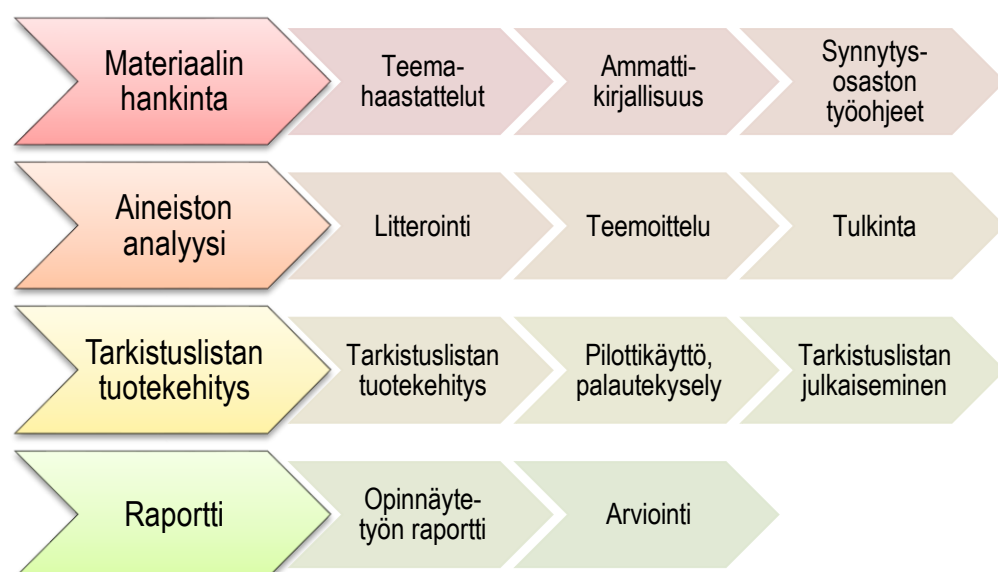 Materiaalin
hankinta
Teema-
haastattelut
Ammatti-
kirjallisuus
Synnytys-
osaston
työohjeet
Aineiston
analyysi
Litterointi
Teemoittelu
Tulkinta
Tarkistuslistan
tuotekehitys
Tarkistuslistan
tuotekehitys
Pilottikäyttö,
palautekysely
Tarkistuslistan
julkaiseminen
Raportti
Opinnäyte-
työn raportti
Arviointi